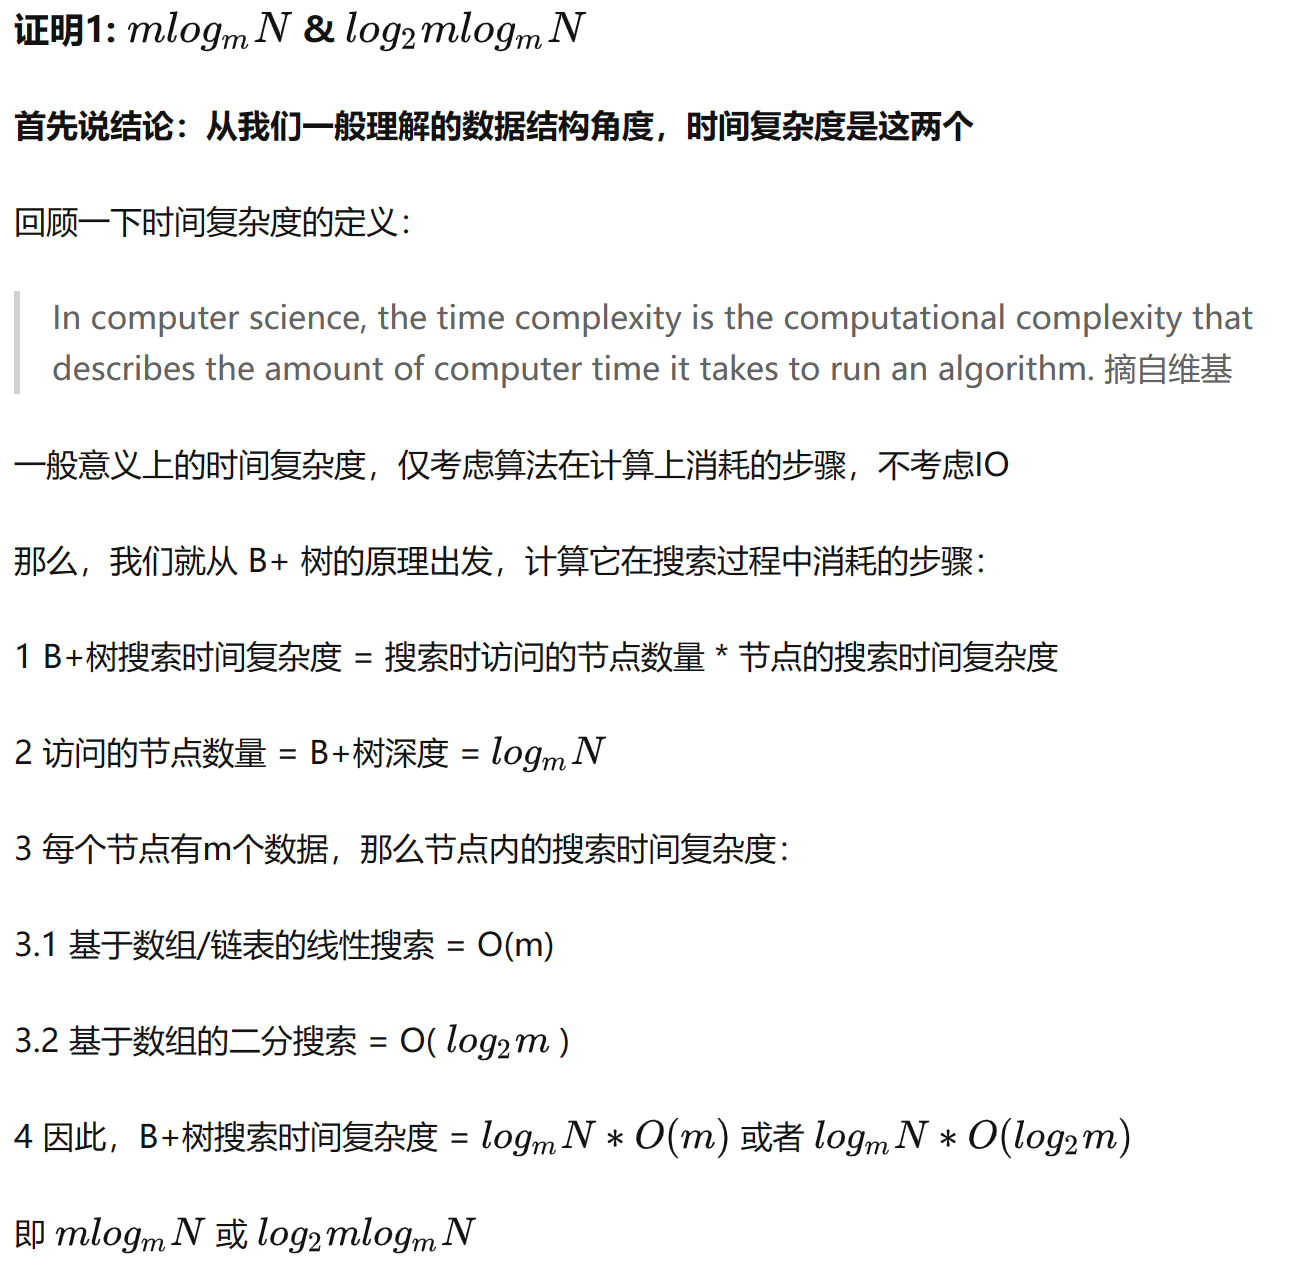 证明1: mlogₘN & log₂mlogₘN
首先说结论：从我们一般理解的数据结构角度，时间复杂度是这两个
回顾一下时间复杂度的定义：
In computer science, the time complexity is the computational complexity that
describes the amount of computer time it takes to run an algorithm. 摘自维基
一般意义上的时间复杂度，仅考虑算法在计算上消耗的步骤，不考虑IO
那么，我们就从 B+ 树的原理出发，计算它在搜索过程中消耗的步骤：
1 B+树搜索时间复杂度 = 搜索时访问的节点数量 * 节点的搜索时间复杂度
2 访问的节点数量 = B+树深度 = logₘN
3 每个节点有m个数据，那么节点内的搜索时间复杂度：
3.1 基于数组/链表的线性搜索 = O(m)
3.2 基于数组的二分搜索 = O( log₂m )
4 因此，B+树搜索时间复杂度 = logₘN ∗ O(m) 或者 logₘN ∗ O(log₂m)
即 mlogₘN 或 log₂mlogₘN